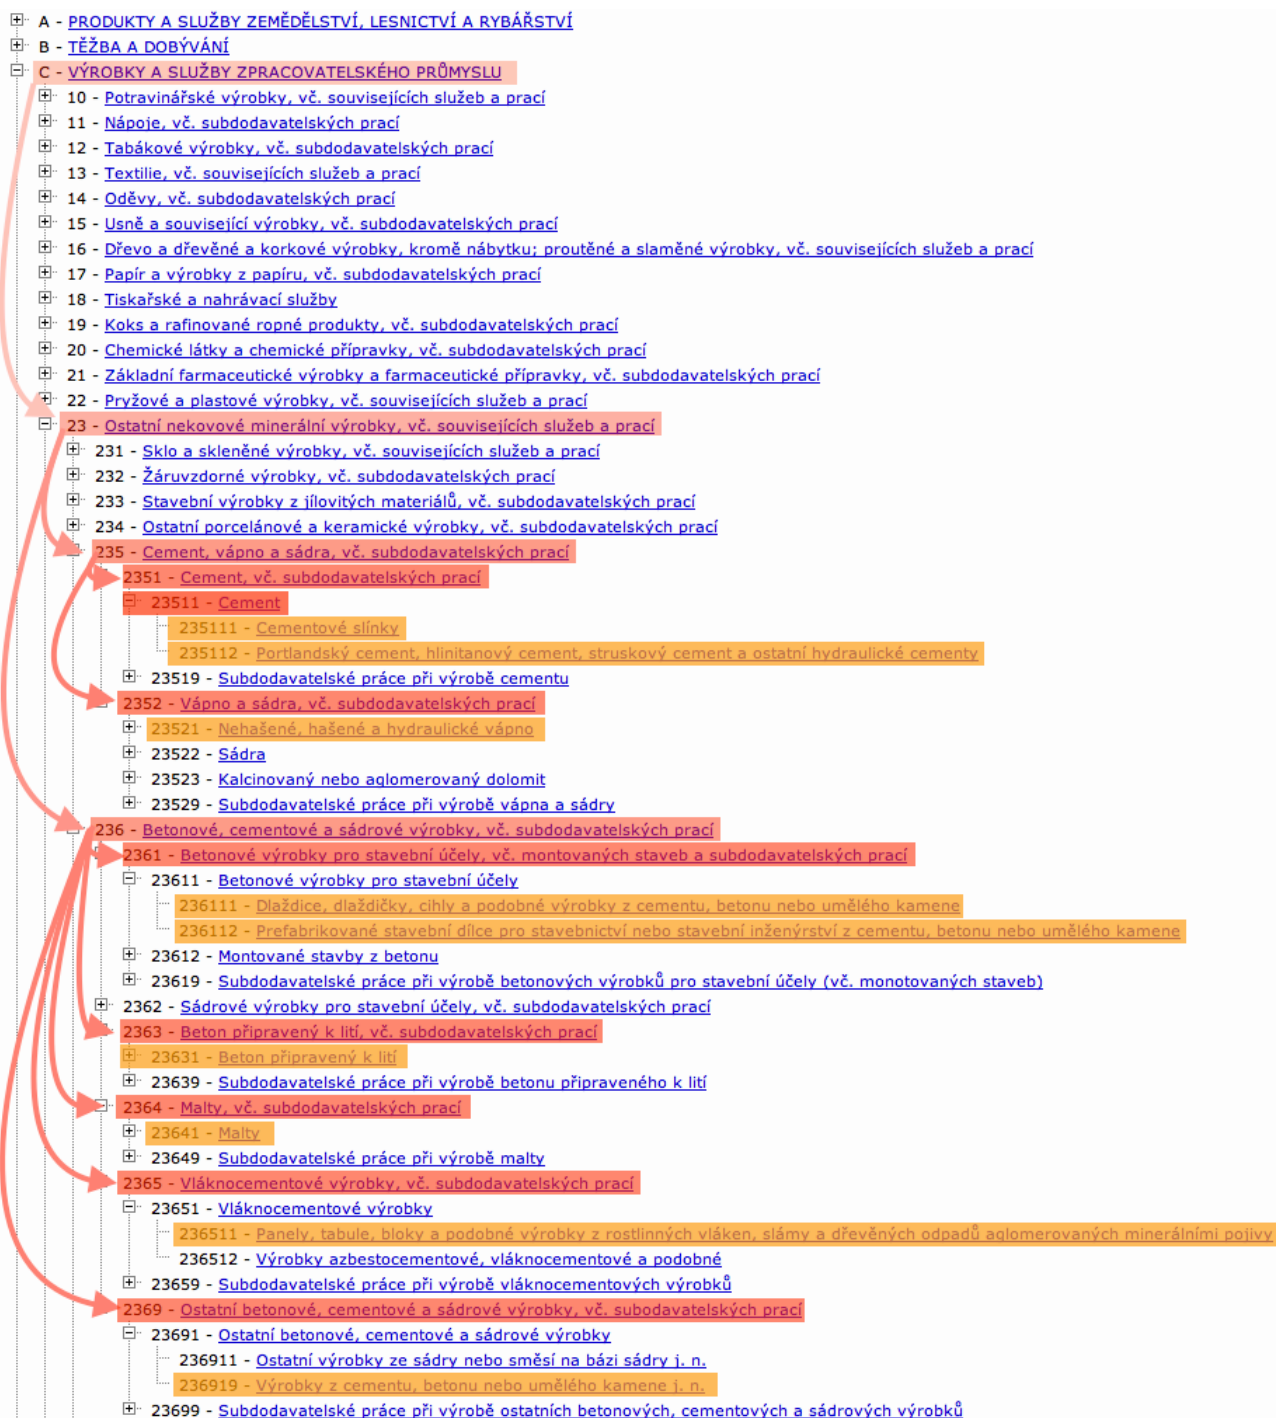 A - PRODUKTY A SLUŽBY ZEMĚDĚLSTVÍ, LESNICTVÍ A RYBÁŘSTVÍ
B - TĚŽBA A DOBÝVÁNÍ
C - VÝROBKY A SLUŽBY ZPRACOVATELSKÉHO PRŮMYSLU
10 - Potravinářské výrobky, vč. souvisejících služeb a prací
11 - Nápoje, vč. subdodavatelských prací
12 - Tabákové výrobky, vč. subdodavatelských prací
13 - Textilie, vč. souvisejících služeb a prací
14 - Oděvy, vč. subdodavatelských prací
15 - Usně a související výrobky, vč. subdodavatelských prací
16 - Dřevo a dřevěné a korkové výrobky, kromě nábytku; proutěné a slaměné výrobky, vč. souvisejících služeb a prací
17 - Papír a výrobky z papíru, vč. subdodavatelských prací
18 - Tiskařské a nahrávací služby
19 - Koks a rafinované ropné produkty, vč. subdodavatelských prací
20 - Chemické látky a chemické přípravky, vč. subdodavatelských prací
21 - Základní farmaceutické výrobky a farmaceutické přípravky, vč. subdodavatelských prací
22 - Pryžové a plastové výrobky, vč. souvisejících služeb a prací
23 - Ostatní nekovové minerální výrobky, vč. souvisejících služeb a prací
231 - Sklo a skleněné výrobky, vč. souvisejících služeb a prací
232 - Žáruvzdorné výrobky, vč. subdodavatelských prací
233 - Stavební výrobky z jílovitých materiálů, vč. subdodavatelských prací
234 - Ostatní porcelánové a keramické výrobky, vč. subdodavatelských prací
235 - Cement, vápno a sádra, vč. subdodavatelských prací
2351 - Cement, vč. subdodavatelských prací
23511 - Cement
235111 - Cementové slínky
235112 - Portlandský cement, hlinitanový cement, struskový cement a ostatní hydraulické cementy
23519 - Subdodavatelské práce při výrobě cementu
2352 - Vápno a sádra, vč. subdodavatelských prací
23521 - Nehašené, hašené a hydraulické vápno
23522 - Sádra
23523 - Kalcinovaný nebo aglomerovaný dolomit
23529 - Subdodavatelské práce při výrobě vápna a sádry
236 - Betonové, cementové a sádrové výrobky, vč. subdodavatelských prací
2361 - Betonové výrobky pro stavební účely, vč. montovaných staveb a subdodavatelských prací
23611 - Betonové výrobky pro stavební účely
236111 - Dlaždice, dlaždičky, cihly a podobné výrobky z cementu, betonu nebo umělého kamene
236112 - Prefabrikované stavební dílce pro stavebnictví nebo stavební inženýrství z cementu, betonu nebo umělého kamene
23612 - Montované stavby z betonu
23619 - Subdodavatelské práce při výrobě betonových výrobků pro stavební účely (vč. monotovaných staveb)
2362 - Sádrové výrobky pro stavební účely, vč. subdodavatelských prací
2363 - Beton připravený k lití, vč. subdodavatelských prací
23631 - Beton připravený k lití
23639 - Subdodavatelské práce při výrobě betonu připraveného k lití
2364 - Malty, vč. subdodavatelských prací
23641 - Malty
23649 - Subdodavatelské práce při výrobě malty
2365 - Vláknocementové výrobky, vč. subdodavatelských prací
23651 - Vláknocementové výrobky
236511 - Panely, tabule, bloky a podobné výrobky z rostlinných vláken, slámy a dřevěných odpadů aglomerovaných minerálními pojivy
236512 - Výrobky azbestocementové, vláknocementové a podobné
23659 - Subdodavatelské práce při výrobě vláknocementových výrobků
2369 - Ostatní betonové, cementové a sádrové výrobky, vč. subodavatelských prací
23691 - Ostatní betonové, cementové a sádrové výrobky
236911 - Ostatní výrobky ze sádry nebo směsí na bázi sádry j. n.
236919 - Výrobky z cementu, betonu nebo umělého kamene j. n.
23699 - Subdodavatelské práce při výrobě ostatních betonových, cementových a sádrových výrobků